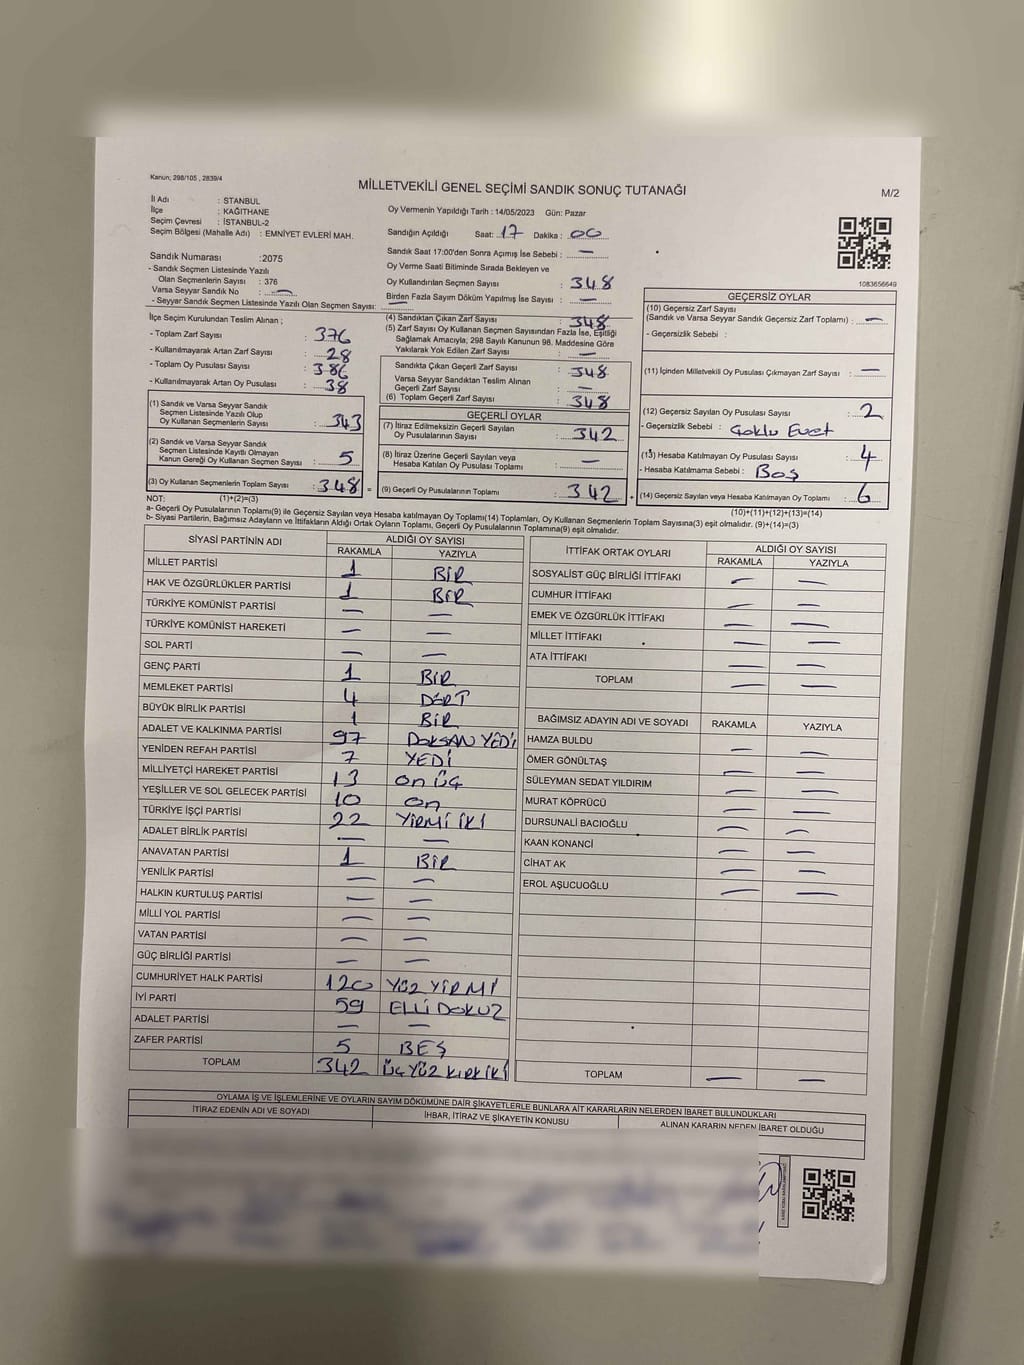 Kanun; 298/105 , 2839/4
MİLLETVEKİLİ GENEL SEÇİMİ SANDIK SONUÇ TUTANAĞI
M/2
İl Adı : STANBUL
İlçe : KAĞITHANE
Seçim Çevresi : İSTANBUL-2
Seçim Bölgesi (Mahalle Adı) : EMNİYET EVLERİ MAH.
Sandık Numarası :2075
- Sandık Seçmen Listesinde Yazılı
Olan Seçmenlerin Sayısı : 376
Varsa Seyyar Sandık No : —
- Seyyar Sandık Seçmen Listesinde Yazılı Olan Seçmen Sayısı: —
Oy Vermenin Yapıldığı Tarih : 14/05/2023 Gün: Pazar
Sandığın Açıldığı Saat: 17 Dakika : 00
Sandık Saat 17:00'den Sonra Açımış İse Sebebi : —
Oy Verme Saati Bitiminde Sırada Bekleyen ve
Oy Kullandırılan Seçmen Sayısı : 348
Birden Fazla Sayım Döküm Yapılmış İse Sayısı : —
1083656649
İlçe Seçim Kurulundan Teslim Alınan ;
- Toplam Zarf Sayısı : 376
- Kullanılmayarak Artan Zarf Sayısı : 28
- Toplam Oy Pusulası Sayısı : 386
- Kullanılmayarak Artan Oy Pusulası : 38
(4) Sandıktan Çıkan Zarf Sayısı : 348
(5) Zarf Sayısı Oy Kullanan Seçmen Sayısından Fazla İse, Eşitliği
Sağlamak Amacıyla; 298 Sayılı Kanunun 98. Maddesine Göre
Yakılarak Yok Edilen Zarf Sayısı : —
Sandıkta Çıkan Geçerli Zarf Sayısı : 348
Varsa Seyyar Sandıktan Teslim Alınan
Geçerli Zarf Sayısı : —
(6) Toplam Geçerli Zarf Sayısı : 348
GEÇERSİZ OYLAR
(10) Geçersiz Zarf Sayısı
(Sandık ve Varsa Seyyar Sandık Geçersiz Zarf Toplamı) : —
- Geçersizlik Sebebi :
(11) İçinden Milletvekili Oy Pusulası Çıkmayan Zarf Sayısı : —
(12) Geçersiz Sayılan Oy Pusulası Sayısı : 2
- Geçersizlik Sebebi : Çoklu Evet
(13) Hesaba Katılmayan Oy Pusulası Sayısı : 4
- Hesaba Katılmama Sebebi : Boş
(14) Geçersiz Sayılan veya Hesaba Katılmayan Oy Toplamı : 6
(10)+(11)+(12)+(13)=(14)
(1) Sandık ve Varsa Seyyar Sandık
Seçmen Listesinde Yazılı Olup
Oy Kullanan Seçmenlerin Sayısı : 343
(2) Sandık ve Varsa Seyyar Sandık
Seçmen Listesinde Kayıtlı Olmayan
Kanun Gereği Oy Kullanan Seçmen Sayısı : 5
(3) Oy Kullanan Seçmenlerin Toplam Sayısı : 348 =
GEÇERLİ OYLAR
(7) İtiraz Edilmeksizin Geçerli Sayılan
Oy Pusulalarının Sayısı : 342
(8) İtiraz Üzerine Geçerli Sayılan veya
Hesaba Katılan Oy Pusulası Toplamı : —
(9) Geçerli Oy Pusulalarının Toplamı : 342 +
NOT: (1)+(2)=(3)
a- Geçerli Oy Pusulaları Toplamı(9) ile Geçersiz Sayılan veya Hesaba katılmayan Oy Toplamı(14) Toplamları, Oy Kullanan Seçmenlerin Toplam Sayısına(3) eşit olmalıdır. (9)+(14)=(3)
b- Siyasi Partilerin, Bağımsız Adayların ve İttifakların Aldığı Ortak Oyların Toplamı, Geçerli Oy Pusulalarının Toplamına(9) eşit olmalıdır.
SİYASİ PARTİNİN ADI ALDIĞI OY SAYISI
RAKAMLA YAZIYLA
MİLLET PARTİSİ 1 BİR
HAK VE ÖZGÜRLÜKLER PARTİSİ 1 BİR
TÜRKİYE KOMÜNİST PARTİSİ — —
TÜRKİYE KOMÜNİST HAREKETİ — —
SOL PARTİ — —
GENÇ PARTİ 1 BİR
MEMLEKET PARTİSİ 4 DÖRT
BÜYÜK BİRLİK PARTİSİ 1 BİR
ADALET VE KALKINMA PARTİSİ 97 DOKSAN YEDİ
YENİDEN REFAH PARTİSİ 7 YEDİ
MİLLİYETÇİ HAREKET PARTİSİ 13 on üç
YEŞİLLER VE SOL GELECEK PARTİSİ 10 on
TÜRKİYE İŞÇİ PARTİSİ 22 YİRMİ İKİ
ADALET BİRLİK PARTİSİ — —
ANAVATAN PARTİSİ 1 BİR
YENİLİK PARTİSİ — —
HALKIN KURTULUŞ PARTİSİ — —
MİLLİ YOL PARTİSİ — —
VATAN PARTİSİ — —
GÜÇ BİRLİĞİ PARTİSİ — —
CUMHURİYET HALK PARTİSİ 120 YÜZ YİRMİ
İYİ PARTİ 59 ELLİ DOKUZ
ADALET PARTİSİ — —
ZAFER PARTİSİ 5 BEŞ
TOPLAM 342 ÜÇ YÜZ KIRK İKİ
İTTİFAK ORTAK OYLARI ALDIĞI OY SAYISI
RAKAMLA YAZIYLA
SOSYALİST GÜÇ BİRLİĞİ İTTİFAKI — —
CUMHUR İTTİFAKI — —
EMEK VE ÖZGÜRLÜK İTTİFAKI — —
MİLLET İTTİFAKI — —
ATA İTTİFAKI — —
TOPLAM — —
BAĞIMSIZ ADAYIN ADI VE SOYADI RAKAMLA YAZIYLA
HAMZA BULDU — —
ÖMER GÖNÜLTAŞ — —
SÜLEYMAN SEDAT YILDIRIM — —
MURAT KÖPRÜCÜ — —
DURSUNALİ BACIOĞLU — —
KAAN KONANCİ — —
CİHAT AK — —
EROL AŞUCUOĞLU — —
TOPLAM — —
OYLAMA İŞ VE İŞLEMLERİNE VE OYLARIN SAYIM DÖKÜMÜNE DAİR ŞİKAYETLERLE BUNLARA AİT KARARLARIN NELERDEN İBARET BULUNDUKLARI
İTİRAZ EDENİN ADI VE SOYADI İHBAR, İTİRAZ VE ŞİKAYETİN KONUSU ALINAN KARARIN NEDEN İBARET OLDUĞU